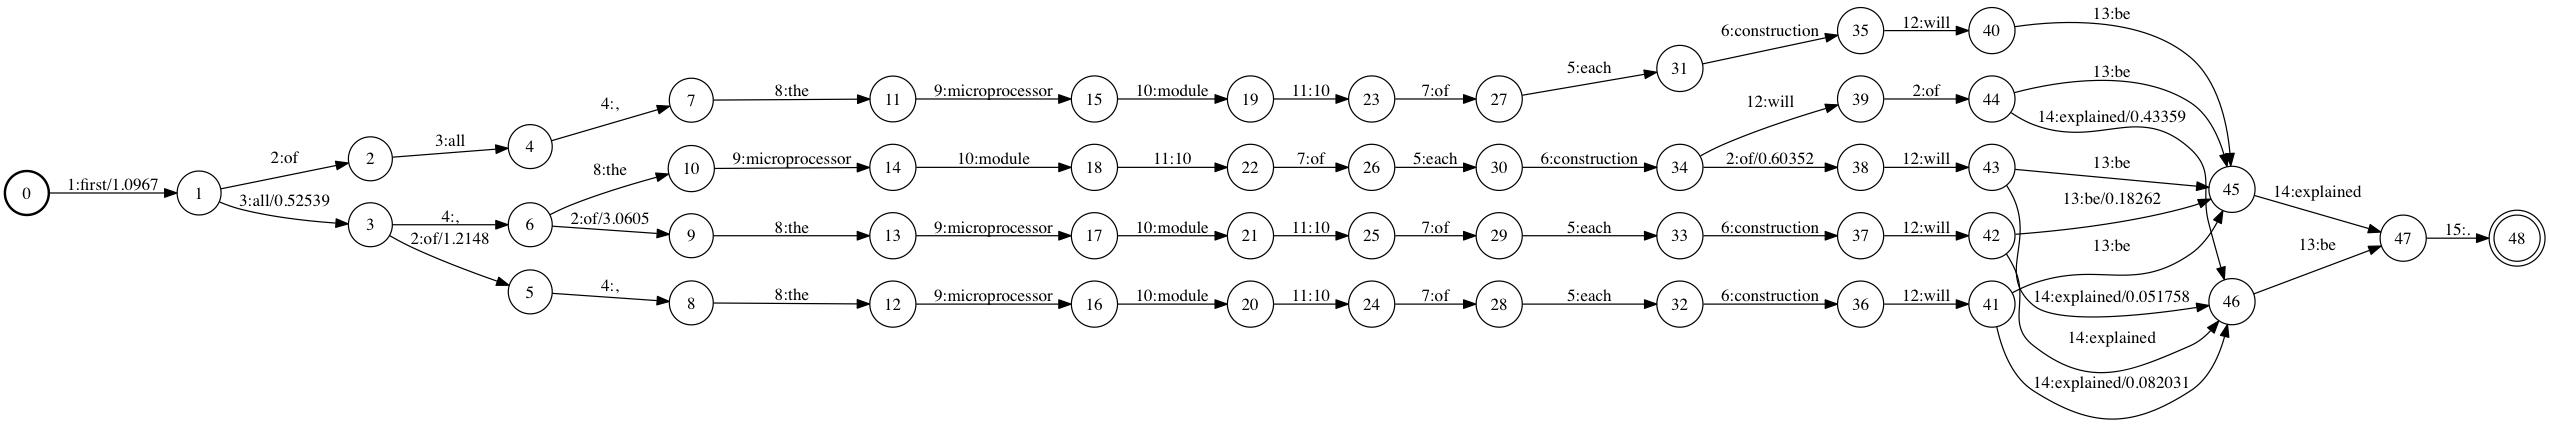 0 1:first/1.0967 1
2:of 2 3:all 4 4:, 7 8:the 11 9:microprocessor 15 10:module 19 11:10 23 7:of 27 5:each 31 6:construction 35 12:will 40 13:be
3:all/0.52539 3 4:, 6 8:the 10 9:microprocessor 14 10:module 18 11:10 22 7:of 26 5:each 30 6:construction 34 12:will 39 2:of 44 13:be
14:explained/0.43359
2:of/0.60352 38 12:will 43 13:be 45 14:explained
2:of/3.0605 9 8:the 13 9:microprocessor 17 10:module 21 11:10 25 7:of 29 5:each 33 6:construction 37 12:will 42 13:be/0.18262
2:of/1.2148 5 4:, 8 8:the 12 9:microprocessor 16 10:module 20 11:10 24 7:of 28 5:each 32 6:construction 36 12:will 41 13:be
14:explained/0.051758 46 13:be 47 15:. 48
14:explained
14:explained/0.082031